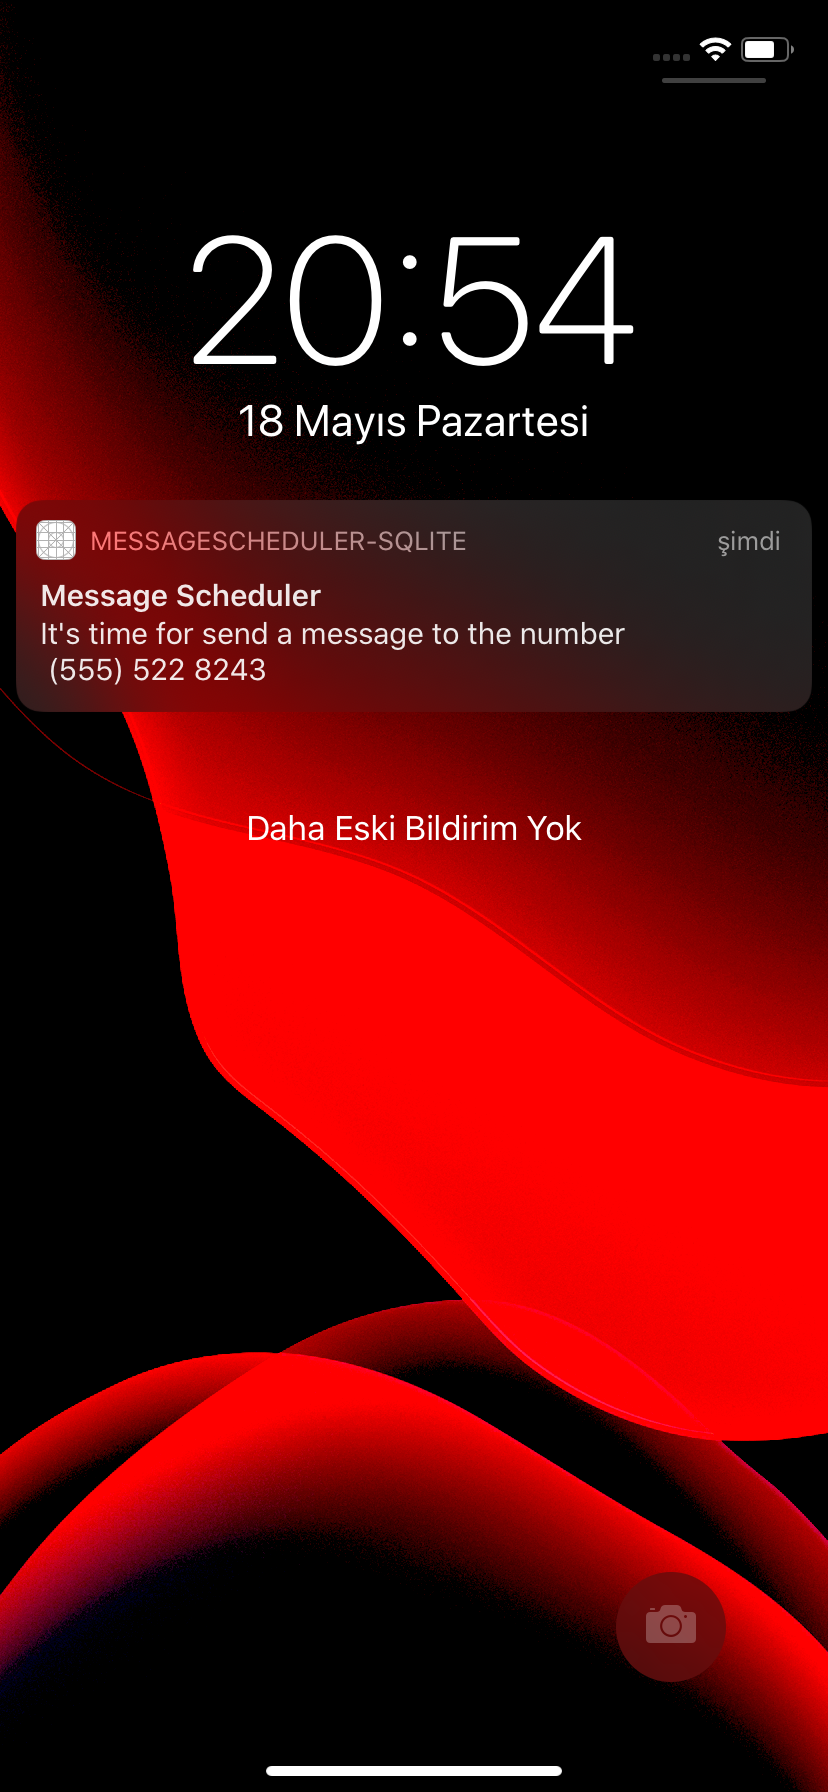 20:54
18 Mayıs Pazartesi
MESSAGESCHEDULER-SQLITE
şimdi
Message Scheduler
It's time for send a message to the number
(555) 522 8243
Daha Eski Bildirim Yok